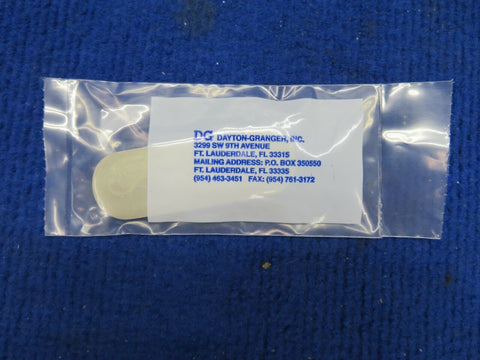 DG DAYTON-GRANGER, INC.
3299 SW 9TH AVENUE
FT. LAUDERDALE, FL 33315
MAILING ADDRESS: P.O. BOX 350550
FT. LAUDERDALE, FL 33335
(954) 463-3451 FAX: (954) 761-3172